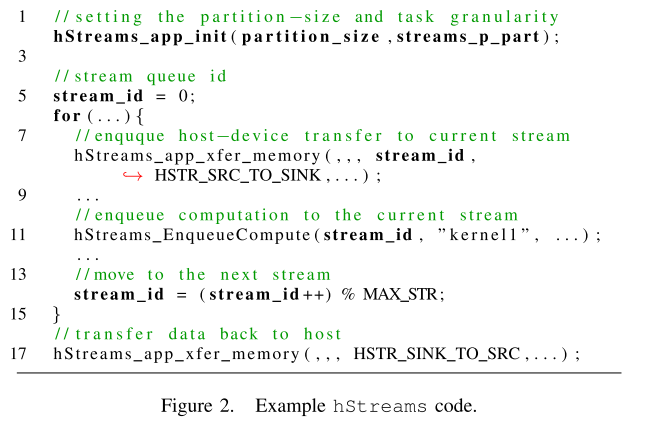 1 //setting the partition-size and task granularity
hStreams_app_init(partition_size,streams_p_part);
3
//stream queue id
5 stream_id = 0;
for(...){
7 //enquque host-device transfer to current stream
hStreams_app_xfer_memory(,,, stream_id,
↪ HSTR_SRC_TO_SINK,...);
9 ...
//enqueue computation to the current stream
11 hStreams_EnqueueCompute(stream_id, "kernel1", ...);
...
13 //move to the next stream
stream_id = (stream_id++) % MAX_STR;
15 }
//transfer data back to host
17 hStreams_app_xfer_memory(,,, HSTR_SINK_TO_SRC,...);
Figure 2. Example hStreams code.